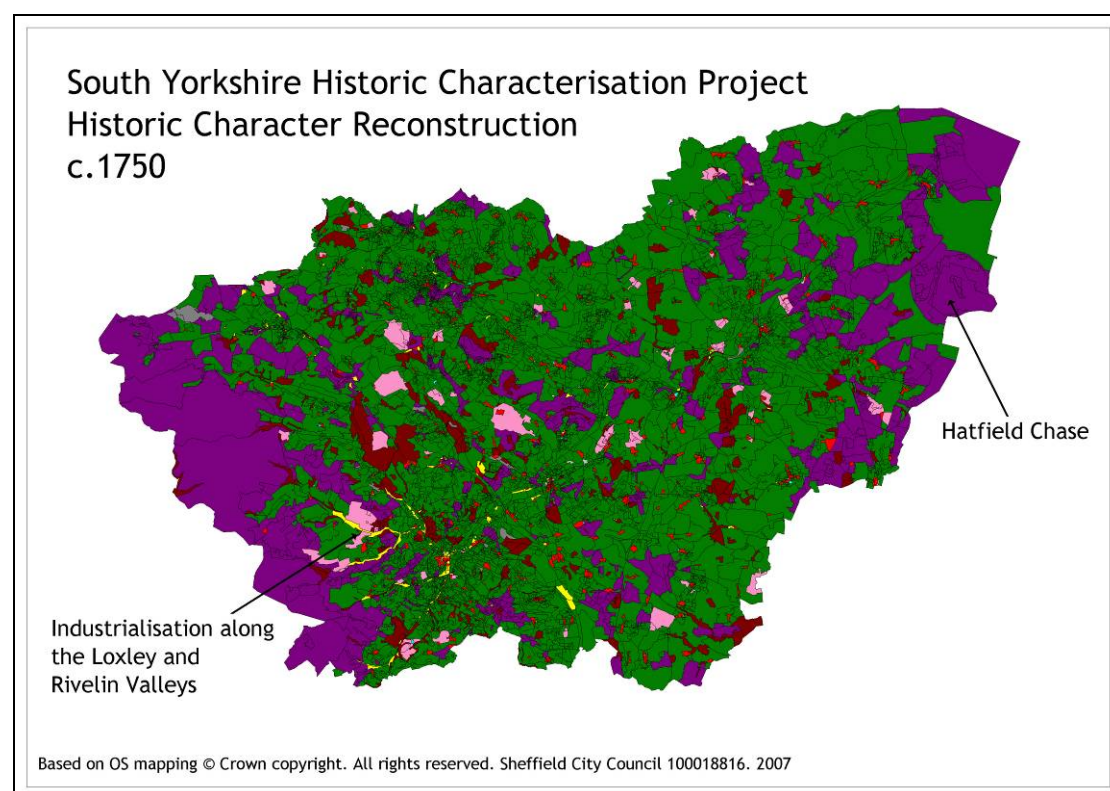 South Yorkshire Historic Characterisation Project
Historic Character Reconstruction
c.1750
Hatfield Chase
Industrialisation along
the Loxley and
Rivelin Valleys
Based on OS mapping © Crown copyright. All rights reserved. Sheffield City Council 100018816. 2007